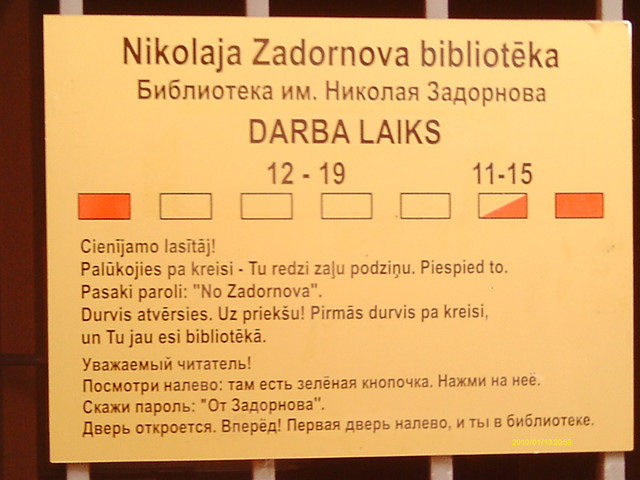 Nikolaja Zadornova bibliotēka
Библиотека им. Николая Задорнова
DARBA LAIKS
12 - 19 11-15
Cienījamo lasītāj!
Palūkojies pa kreisi - Tu redzi zaļu podziņu. Piespied to.
Pasaki paroli: "No Zadornova".
Durvis atvērsies. Uz priekšu! Pirmās durvis pa kreisi,
un Tu jau esi bibliotēkā.
Уважаемый читатель!
Посмотри налево: там есть зелёная кнопочка. Нажми на неё.
Скажи пароль: "От Задорнова".
Дверь откроется. Вперёд! Первая дверь налево, и ты в библиотеке.